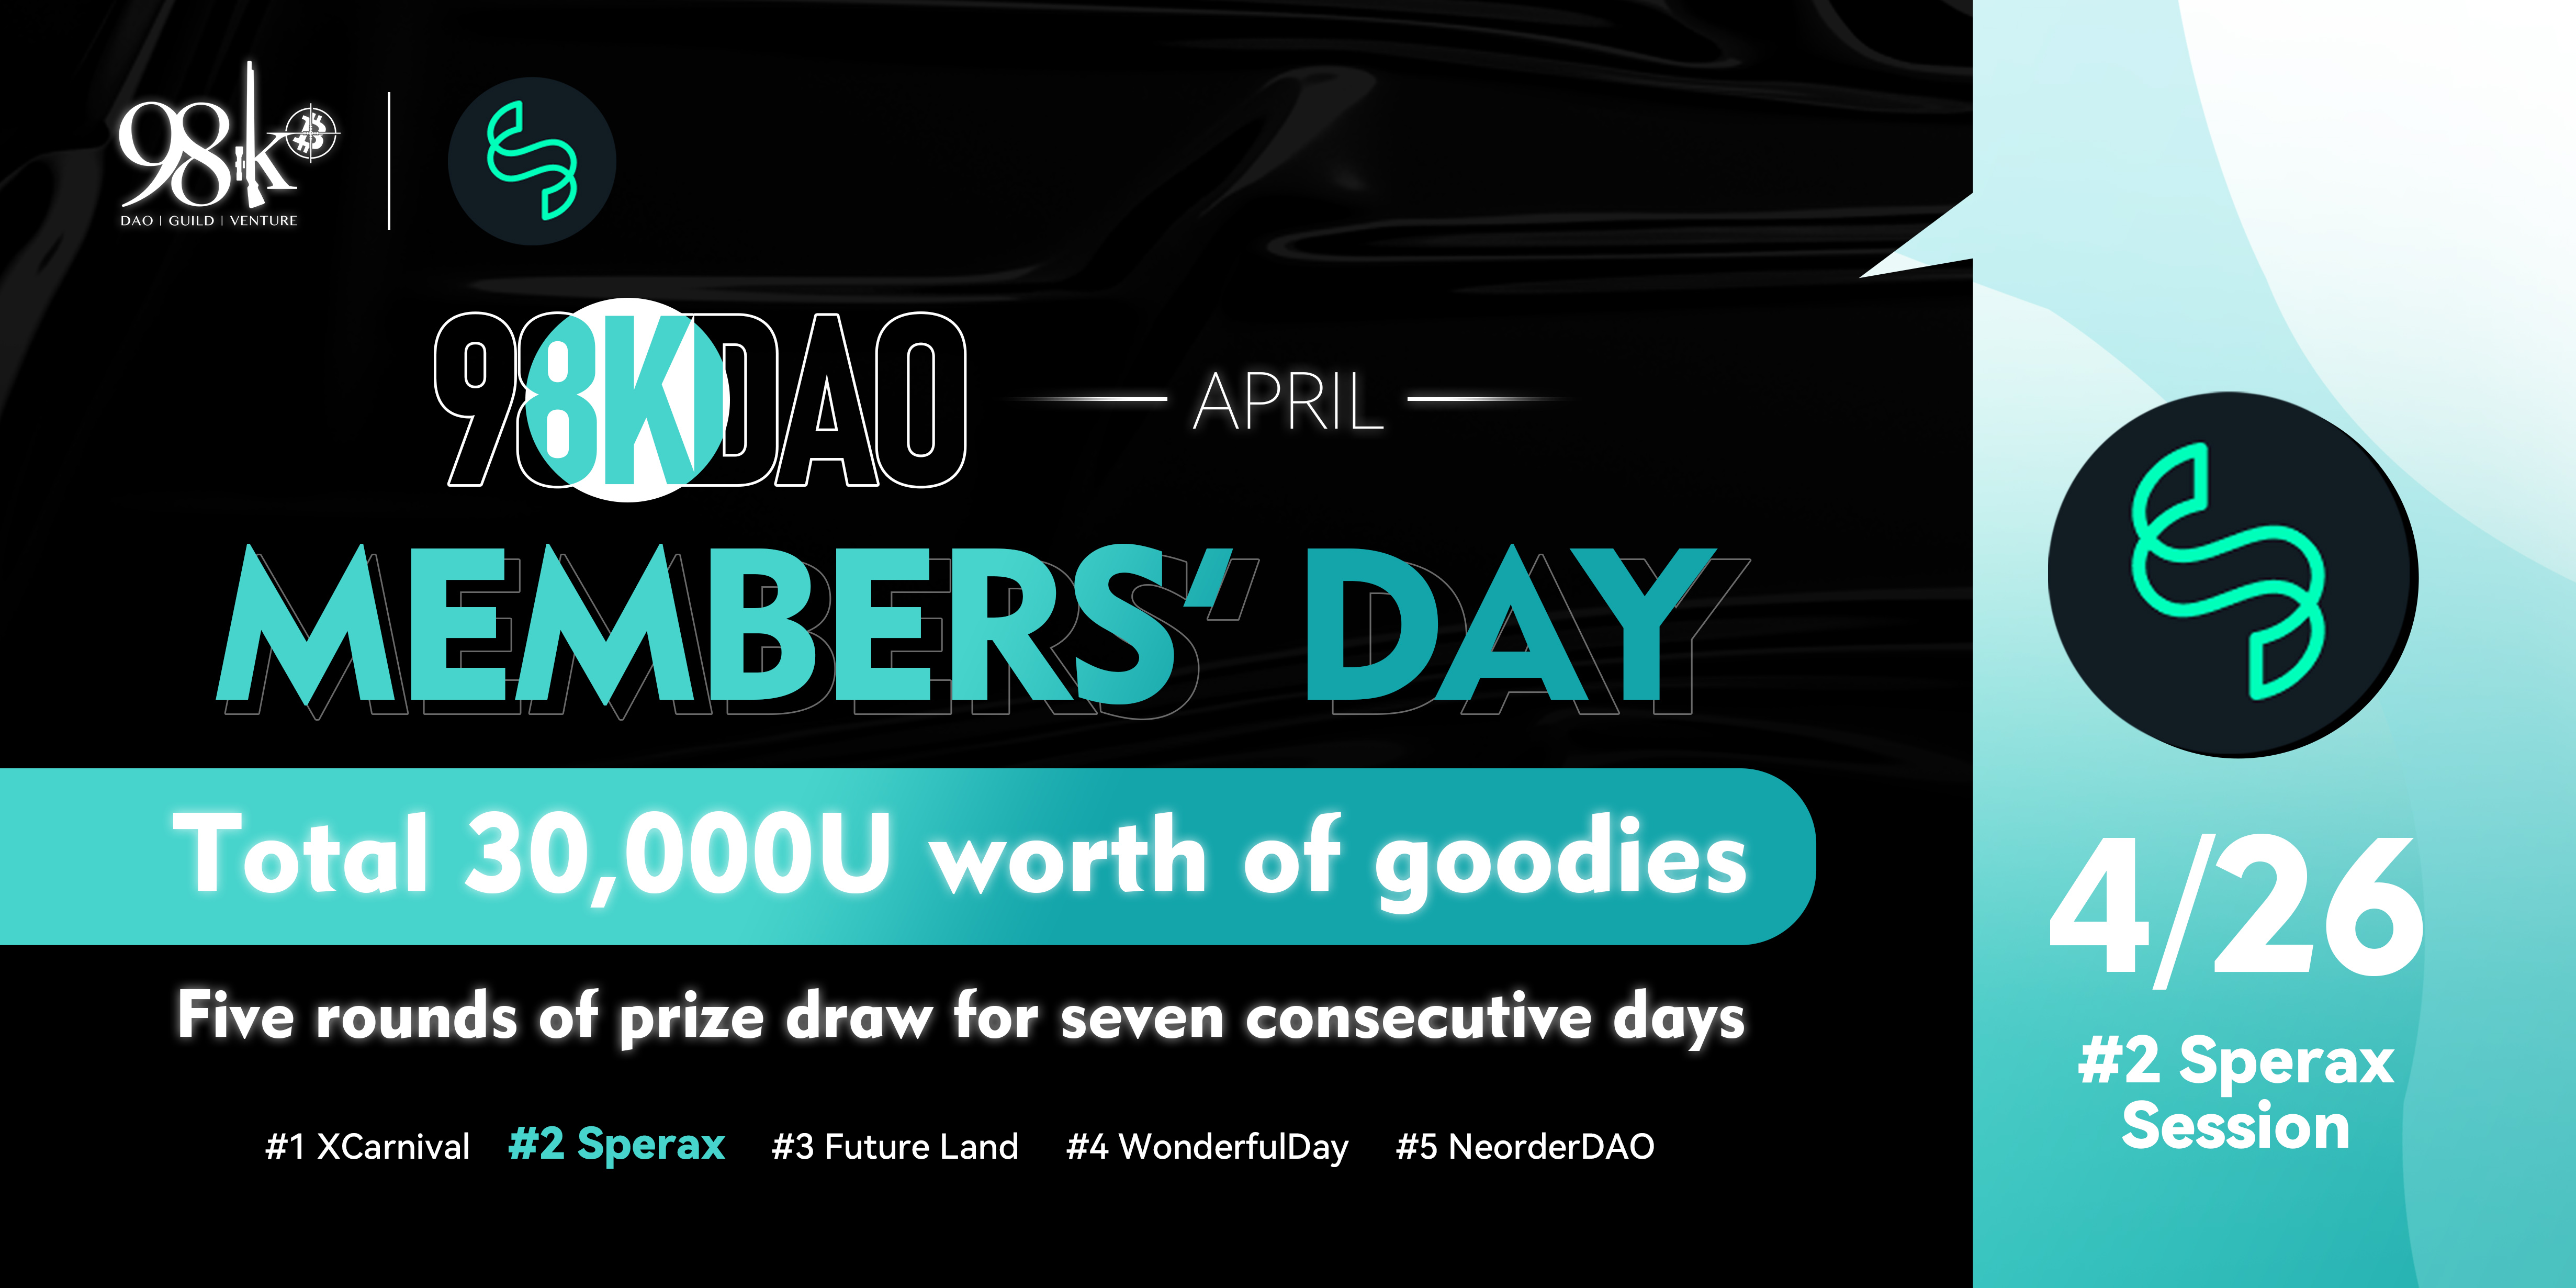 98k
DAO | GUILD | VENTURE
98KDAO
APRIL
MEMBERS' DAY
Total 30,000U worth of goodies
Five rounds of prize draw for seven consecutive days
#1 XCarnival #2 Sperax #3 Future Land #4 WonderfulDay #5 NeorderDAO
4/26
#2 Sperax
Session